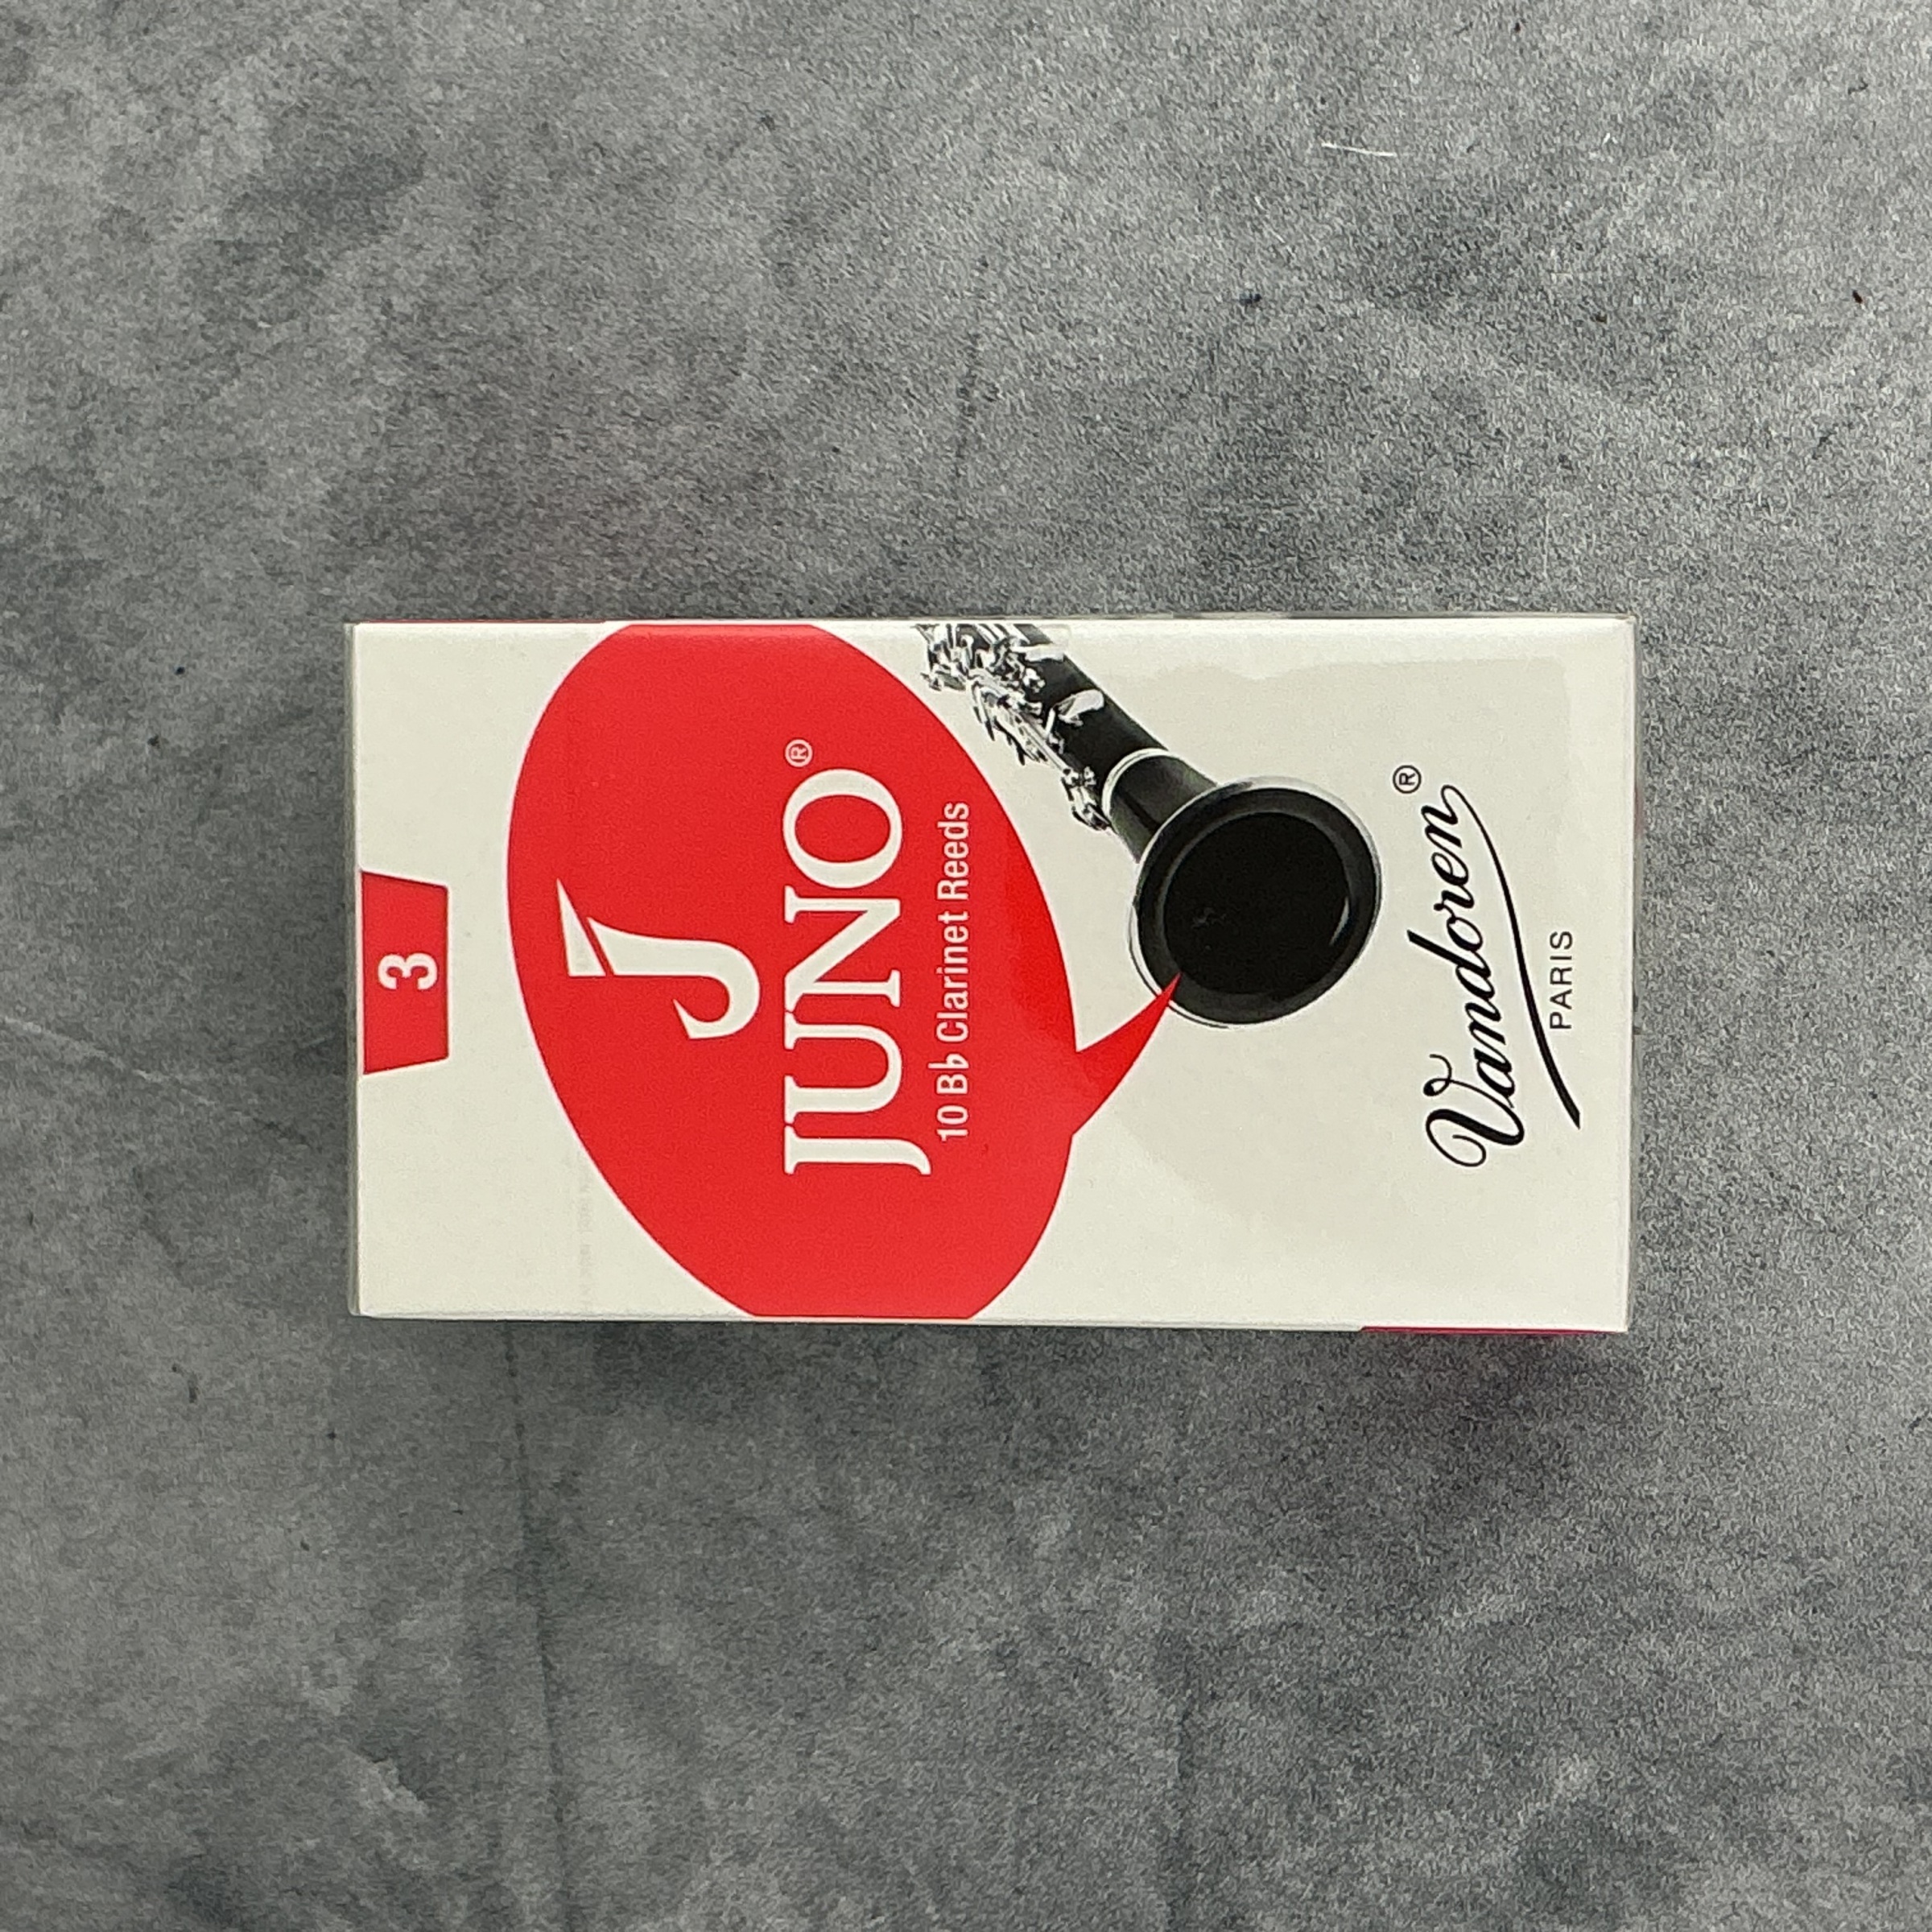 3
JUNO®
10 B♭ Clarinet Reeds
Vandoren®
PARIS